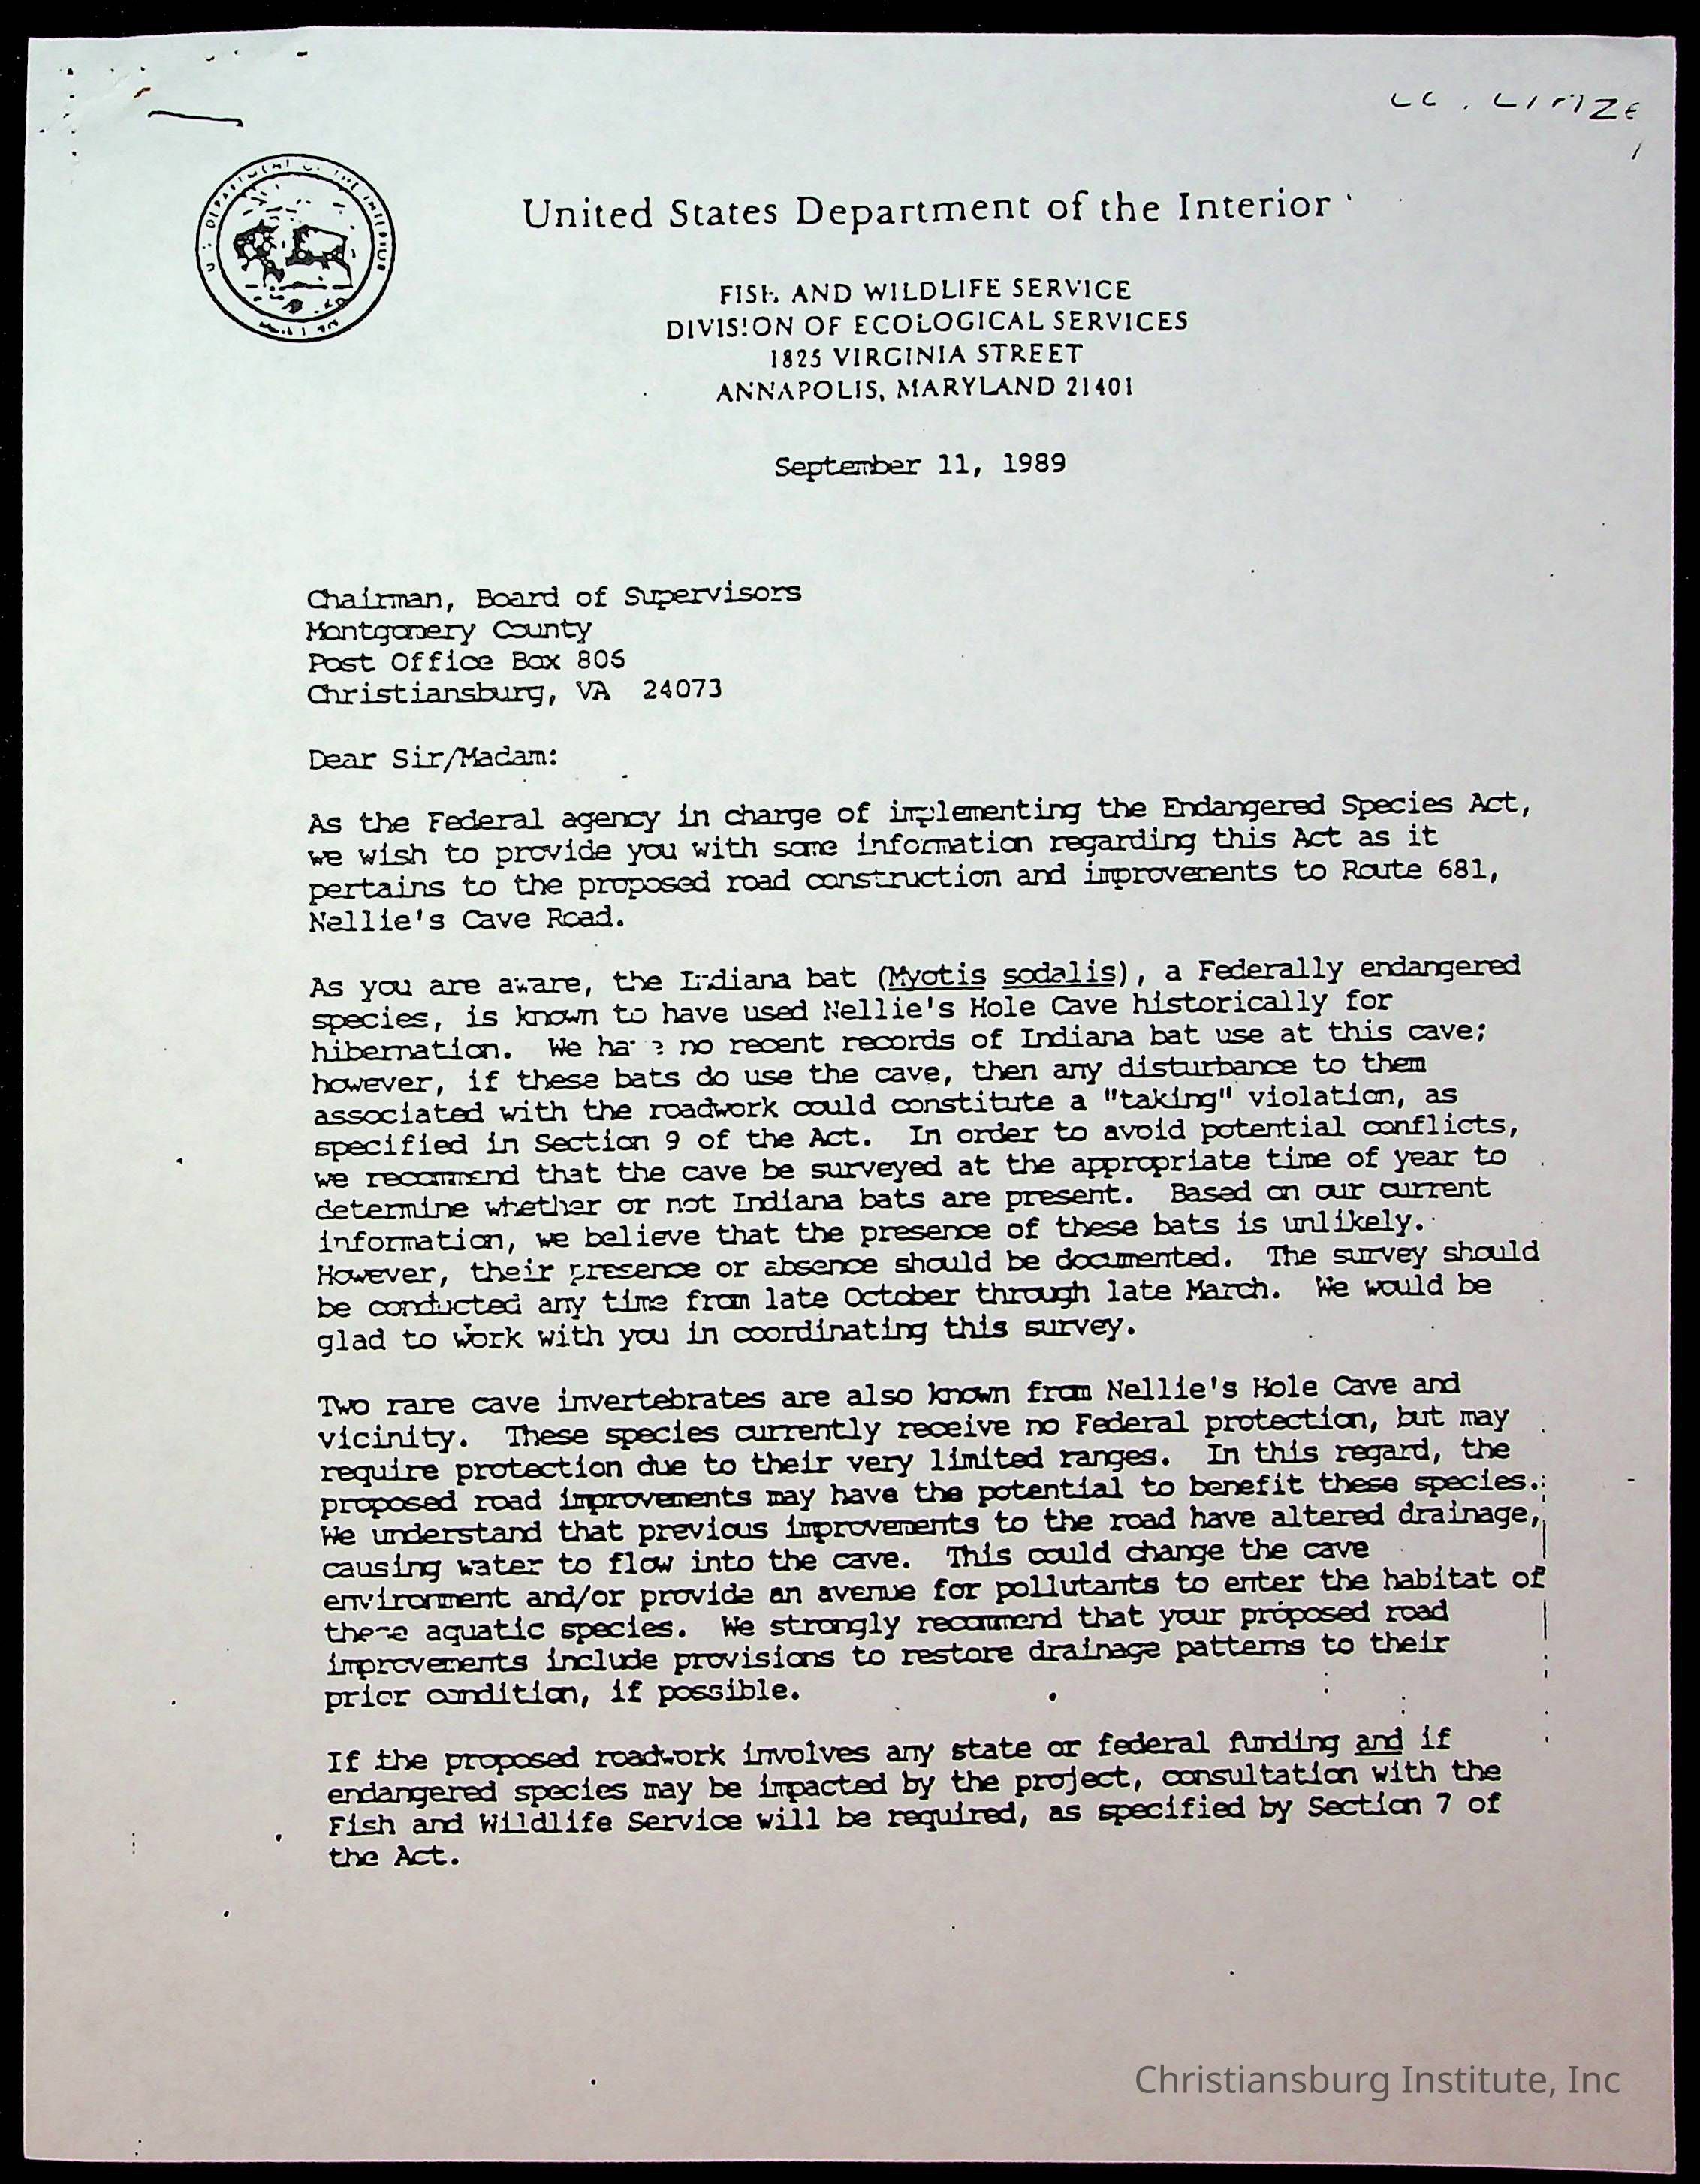 United States Department of the Interior
FISH AND WILDLIFE SERVICE
DIVISION OF ECOLOGICAL SERVICES
1825 VIRGINIA STREET
ANNAPOLIS, MARYLAND 21401
September 11, 1989
Chairman, Board of Supervisors
Montgomery County
Post Office Box 806
Christiansburg, VA 24073
Dear Sir/Madam:
As the Federal agency in charge of implementing the Endangered Species Act,
we wish to provide you with some information regarding this Act as it
pertains to the proposed road construction and improvements to Route 681,
Nellie's Cave Road.
As you are aware, the Indiana bat (Myotis sodalis), a Federally endangered
species, is known to have used Nellie's Hole Cave historically for
hibernation. We have no recent records of Indiana bat use at this cave;
however, if these bats do use the cave, then any disturbance to them
associated with the roadwork could constitute a "taking" violation, as
specified in Section 9 of the Act. In order to avoid potential conflicts,
we recommend that the cave be surveyed at the appropriate time of year to
determine whether or not Indiana bats are present. Based on our current
information, we believe that the presence of these bats is unlikely.
However, their presence or absence should be documented. The survey should
be conducted any time from late October through late March. We would be
glad to work with you in coordinating this survey.
Two rare cave invertebrates are also known from Nellie's Hole Cave and
vicinity. These species currently receive no Federal protection, but may
require protection due to their very limited ranges. In this regard, the
proposed road improvements may have the potential to benefit these species.
We understand that previous improvements to the road have altered drainage,
causing water to flow into the cave. This could change the cave
environment and/or provide an avenue for pollutants to enter the habitat of
these aquatic species. We strongly recommend that your proposed road
improvements include provisions to restore drainage patterns to their
prior condition, if possible.
If the proposed roadwork involves any state or federal funding and if
endangered species may be impacted by the project, consultation with the
Fish and Wildlife Service will be required, as specified by Section 7 of
the Act.
Christiansburg Institute, Inc